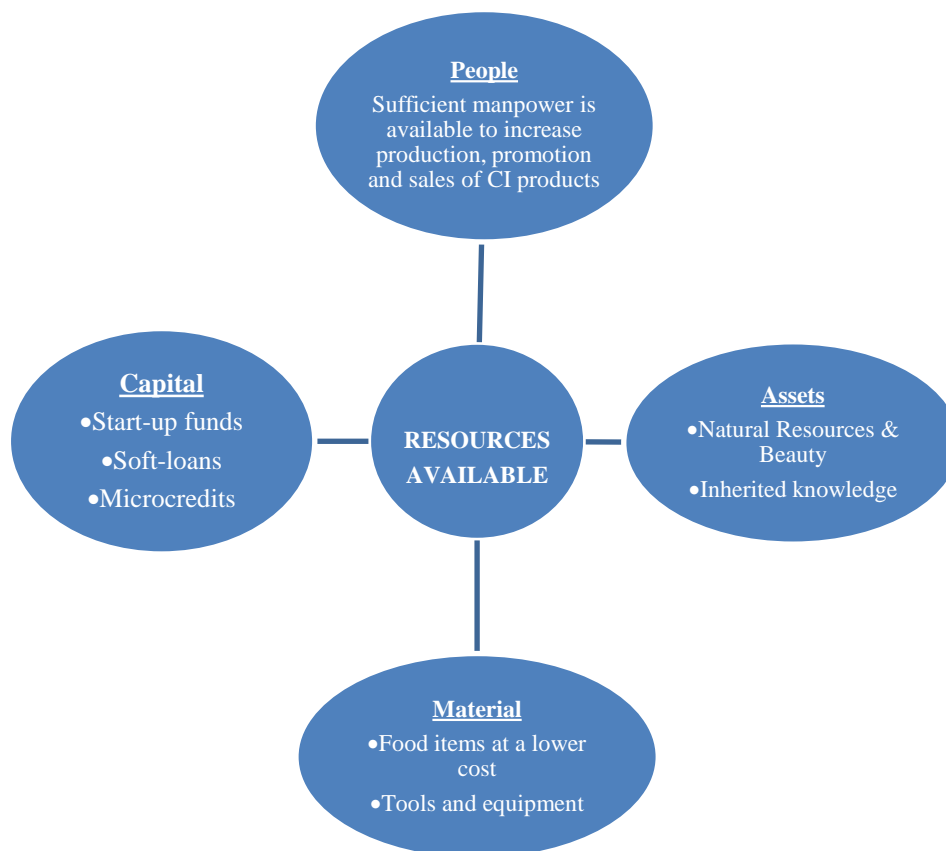 People
Sufficient manpower is
available to increase
production, promotion
and sales of CI products
Capital
•Start-up funds
•Soft-loans
•Microcredits
RESOURCES
AVAILABLE
Assets
•Natural Resources &
Beauty
•Inherited knowledge
Material
•Food items at a lower
cost
•Tools and equipment